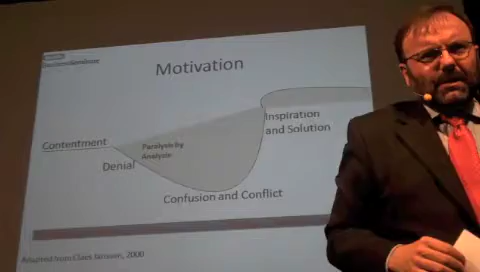 Motivation
Contentment
Denial
Paralysis by
Analysis
Inspiration
and Solution
Confusion and Conflict
Adapted from Claes Janssen, 2000